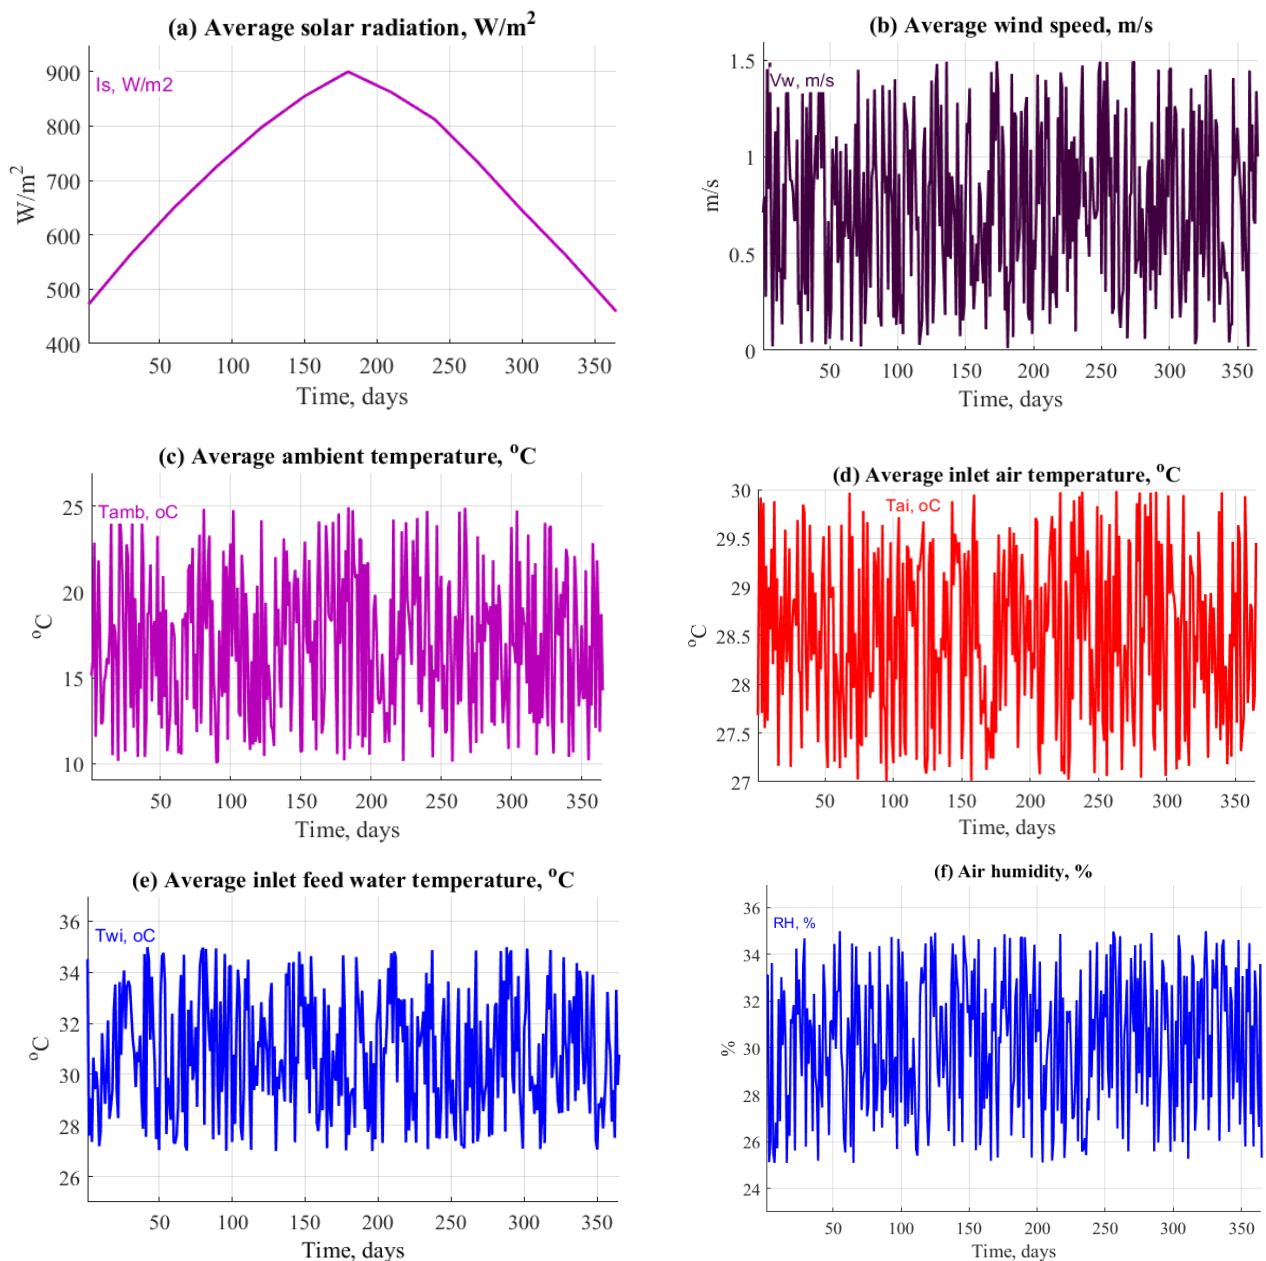 (a) Average solar radiation, W/m2
Is, W/m2
900
800
700
600
500
400
W/m2
50 100 150 200 250 300 350
Time, days
(b) Average wind speed, m/s
Vw, m/s
1.5
1
0.5
0
m/s
50 100 150 200 250 300 350
Time, days
(c) Average ambient temperature, oC
Tamb, oC
25
20
15
10
oC
50 100 150 200 250 300 350
Time, days
(d) Average inlet air temperature, oC
Tai, oC
30
29.5
29
28.5
28
27.5
27
oC
50 100 150 200 250 300 350
Time, days
(e) Average inlet feed water temperature, oC
Twi, oC
36
34
32
30
28
26
oC
50 100 150 200 250 300 350
Time, days
(f) Air humidity, %
RH, %
36
34
32
30
28
26
24
%
50 100 150 200 250 300 350
Time, days